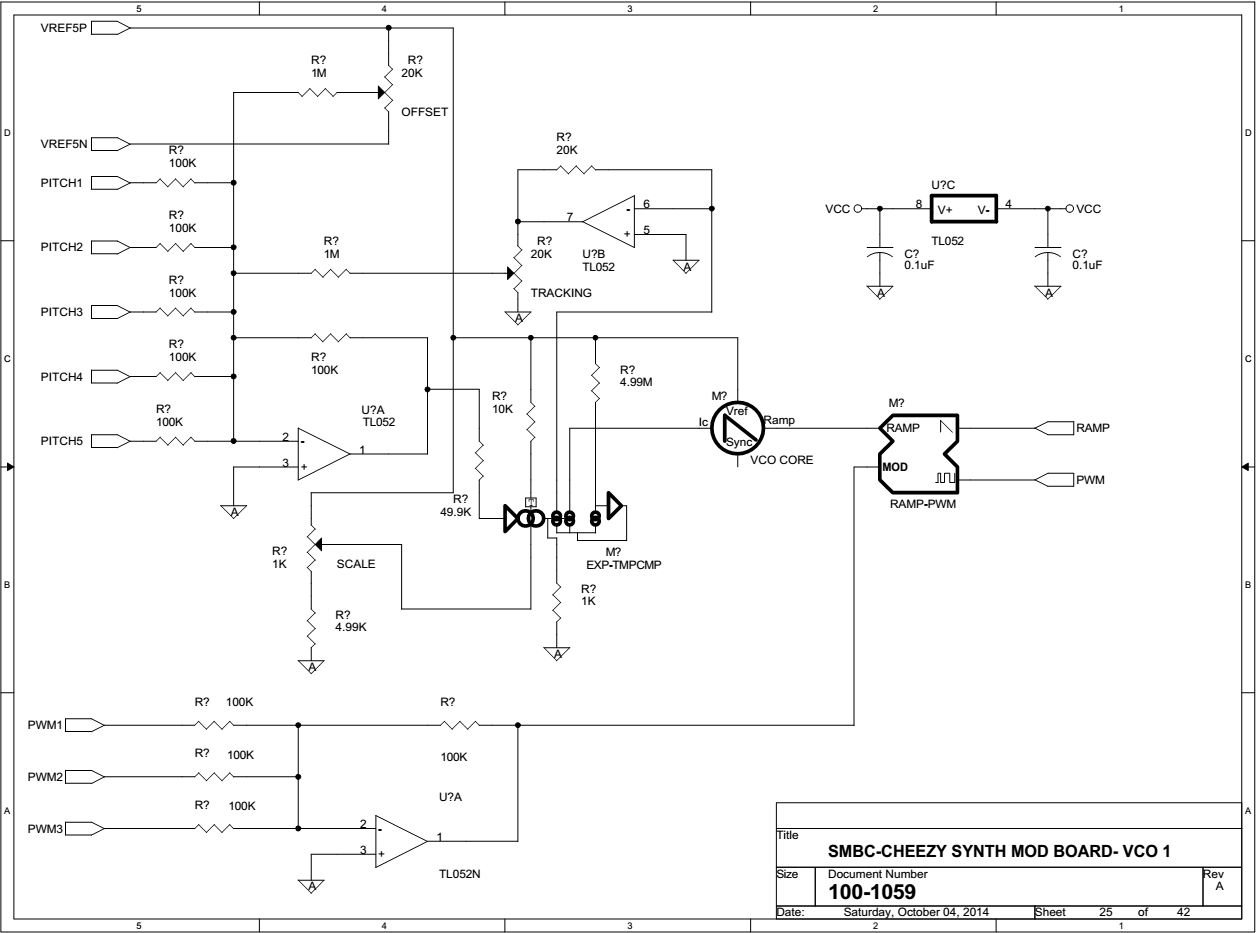 5 4 3 2 1
D
C
B
A
VREF5P
R?
1M
R?
20K
OFFSET
VREF5N
R?
100K
PITCH1
R?
100K
PITCH2
R?
100K
PITCH3
R?
100K
PITCH4
R?
100K
PITCH5
R?
1M
R?
100K
U?A
TL052
2 -
3 +
1
A
R?
20K
7
- 6
+ 5
U?B
TL052
A
R?
20K
TRACKING
A
U?C
VCC 8 V+ V- 4 VCC
TL052
C?
0.1uF
C?
0.1uF
A
A
R?
10K
R?
4.99M
R?
49.9K
M?
Vref
Ic
Ramp
Sync
VCO CORE
M?
RAMP
MOD
RAMP-PWM
RAMP
PWM
M?
EXP-TMPCMP
R?
1K
A
R?
1K
SCALE
R?
4.99K
A
PWM1
R? 100K
PWM2
R? 100K
PWM3
R? 100K
R?
100K
U?A
2 -
3 +
1
TL052N
A
Title
SMBC-CHEEZY SYNTH MOD BOARD- VCO 1
Size Document Number Rev
100-1059 A
Date: Saturday, October 04, 2014 Sheet 25 of 42
D
C
B
A
5 4 3 2 1